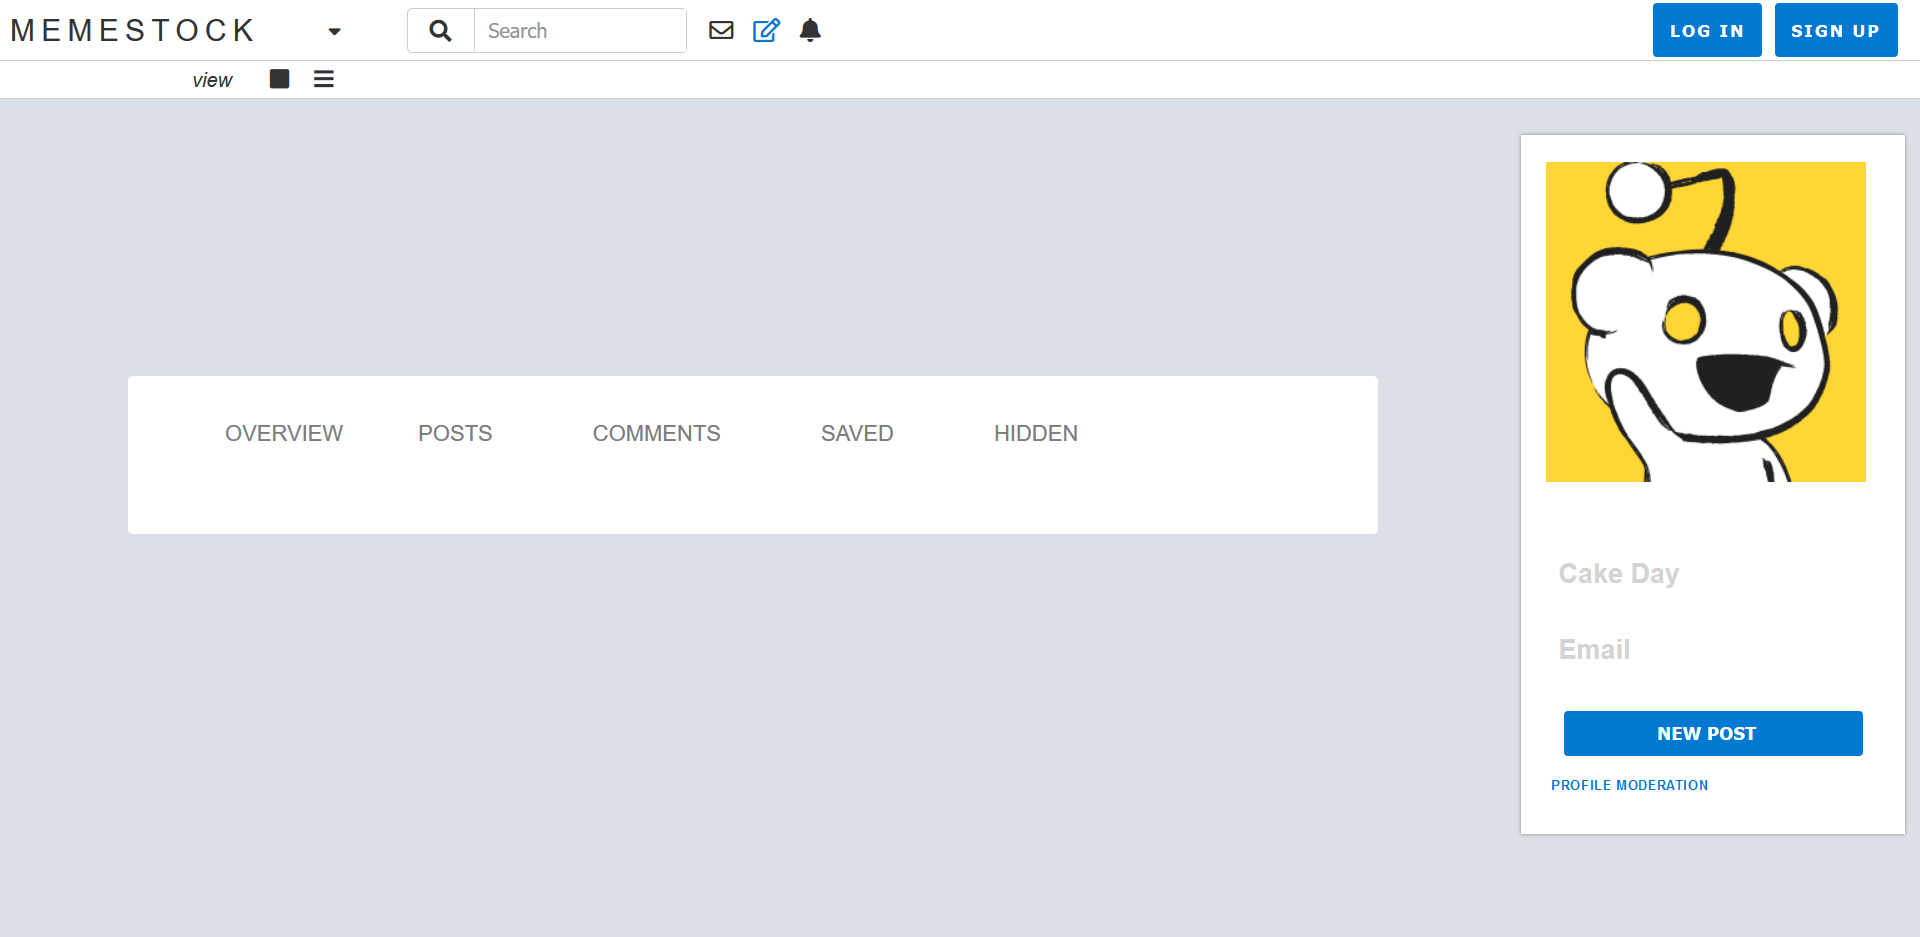 MEMESTOCK Search LOG IN SIGN UP
view
OVERVIEW POSTS COMMENTS SAVED HIDDEN
Cake Day
Email
NEW POST
PROFILE MODERATION